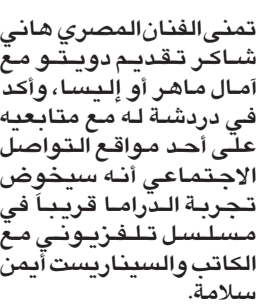 تمنى الفنان المصري هاني
شاكر تقديم دويتو مع
آمال ماهر أو إليسا، وأكد
في دردشة له مع متابعيه
على أحد مواقع التواصل
الاجتماعي أنه سيخوض
تجربة الدراما قريباً في
مسلسل تلفزيوني مع
الكاتب والسيناريست أيمن
سلامة.